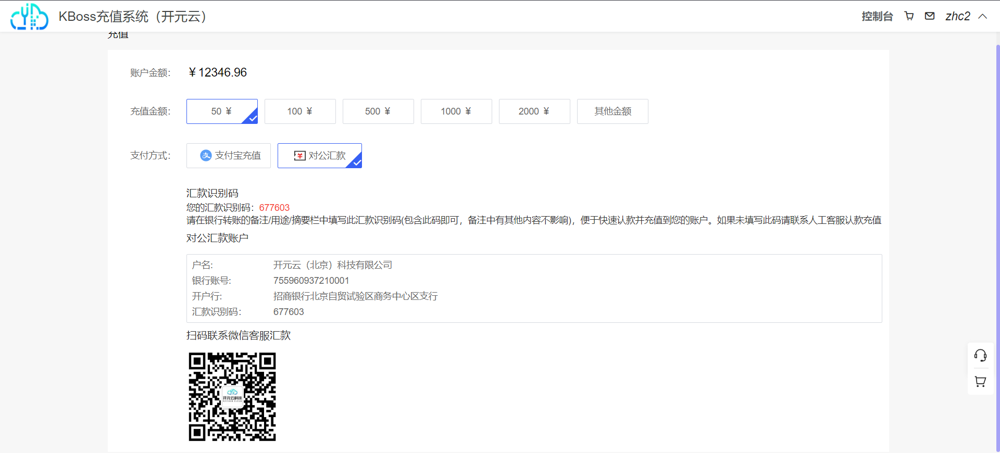 KBoss充值系统（开元云）
控制台
zhc2
充值
账户金额：
¥ 12346.96
充值金额：
50 ¥
100 ¥
500 ¥
1000 ¥
2000 ¥
其他金额
支付方式：
支付宝充值
对公汇款
汇款识别码
您的汇款识别码：677603
请在银行转账的备注/用途/摘要栏中填写此汇款识别码(包含此码即可，备注中有其他内容不影响)，便于快速认款并充值到您的账户。如果未填写此码请联系人工客服认款充值
对公汇款账户
户名: 开元云（北京）科技有限公司
银行账号: 755960937210001
开户行: 招商银行北京自贸试验区商务中心区支行
汇款识别码： 677603
扫码联系微信客服汇款
开元云科技